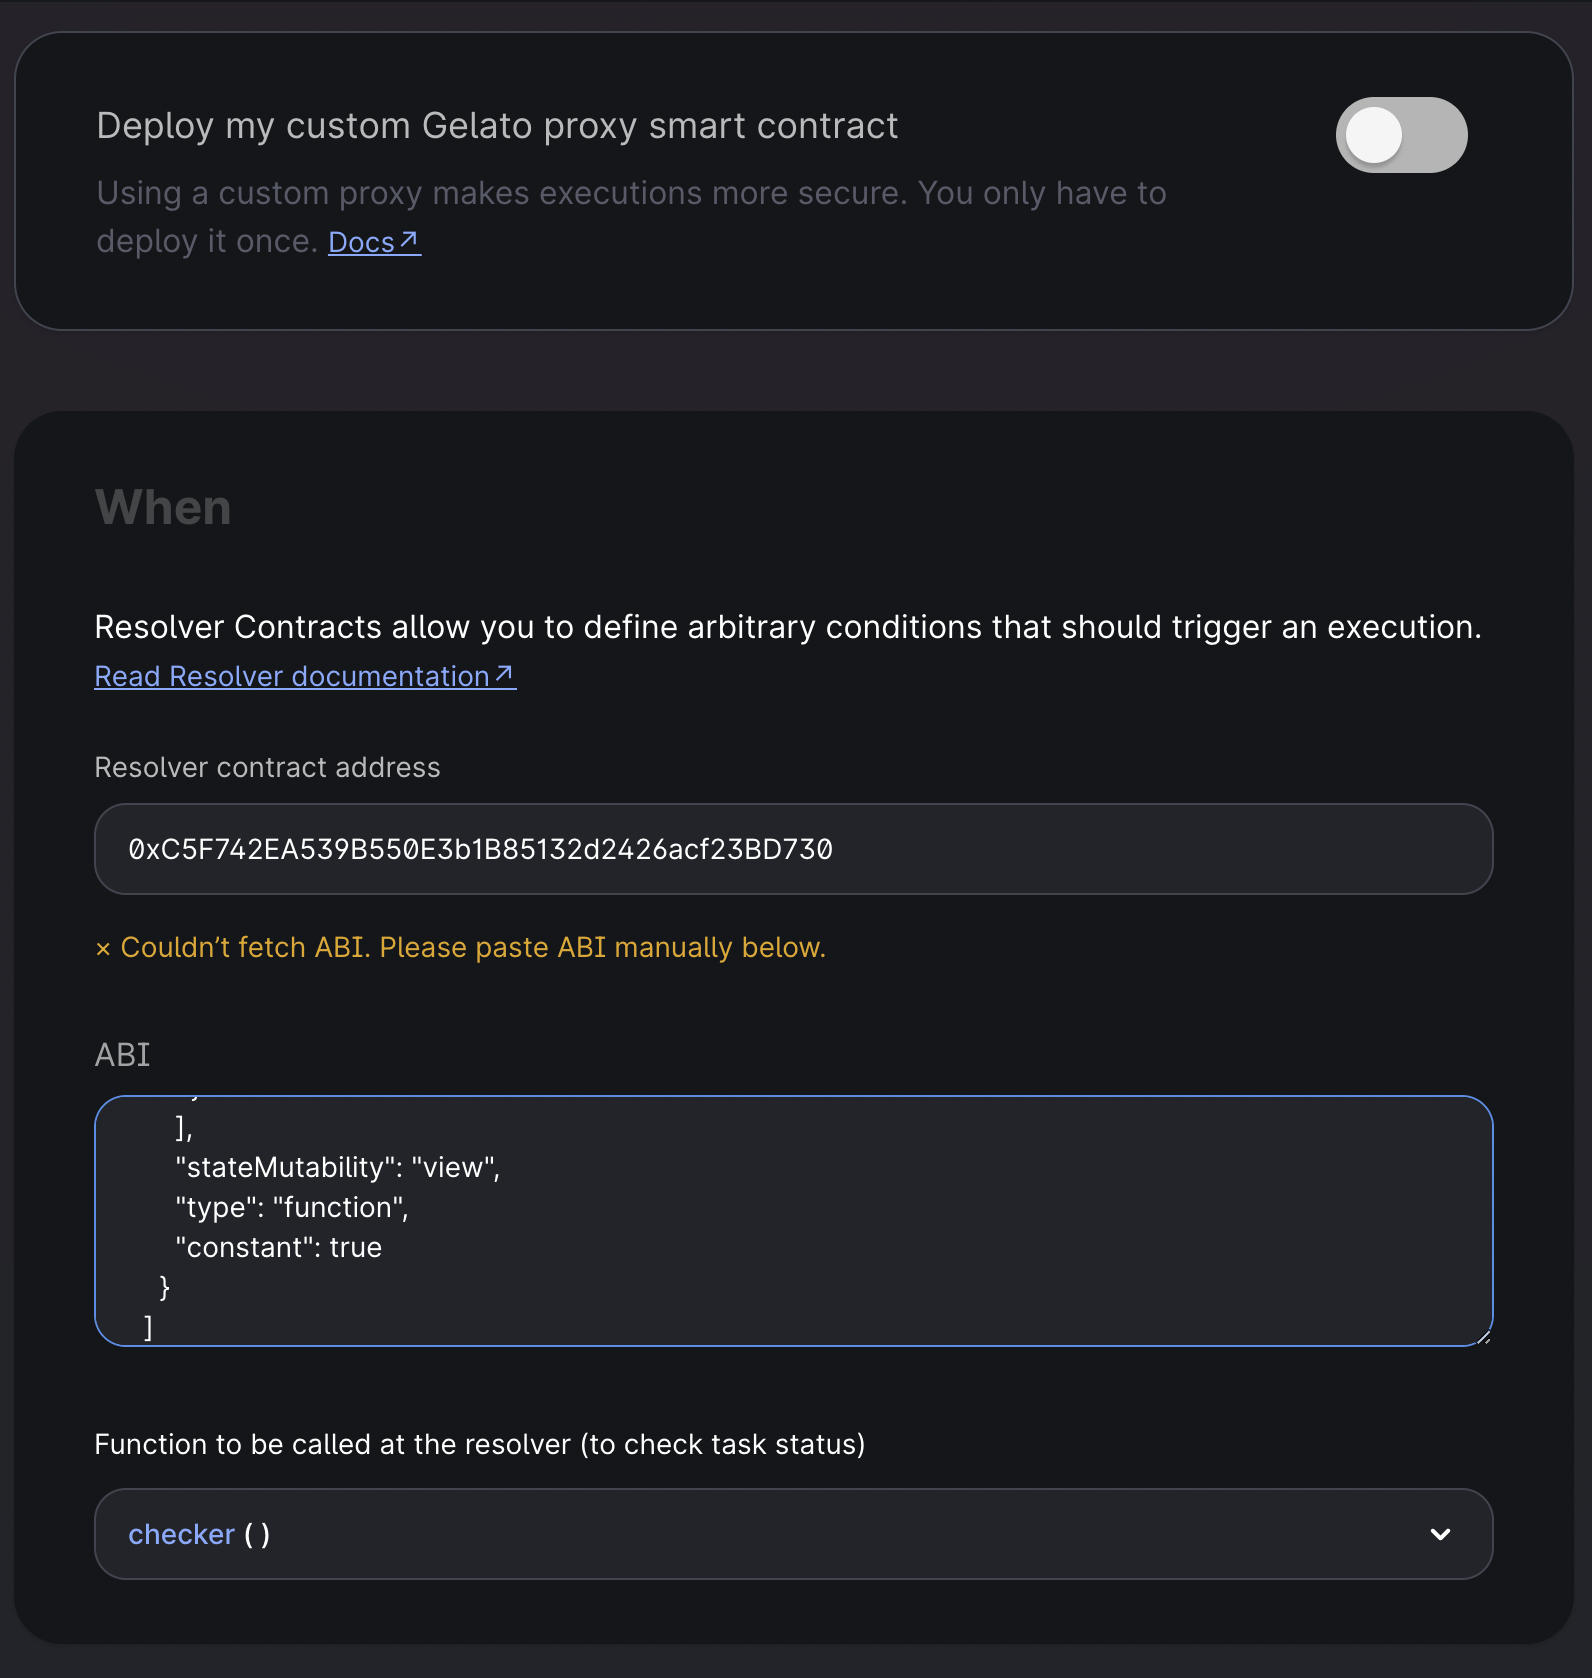 Deploy my custom Gelato proxy smart contract
Using a custom proxy makes executions more secure. You only have to
deploy it once. Docs↗
When
Resolver Contracts allow you to define arbitrary conditions that should trigger an execution.
Read Resolver documentation↗
Resolver contract address
0xC5F742EA539B550E3b1B85132d2426acf23BD730
× Couldn’t fetch ABI. Please paste ABI manually below.
ABI
],
"stateMutability": "view",
"type": "function",
"constant": true
}
]
Function to be called at the resolver (to check task status)
checker ( )